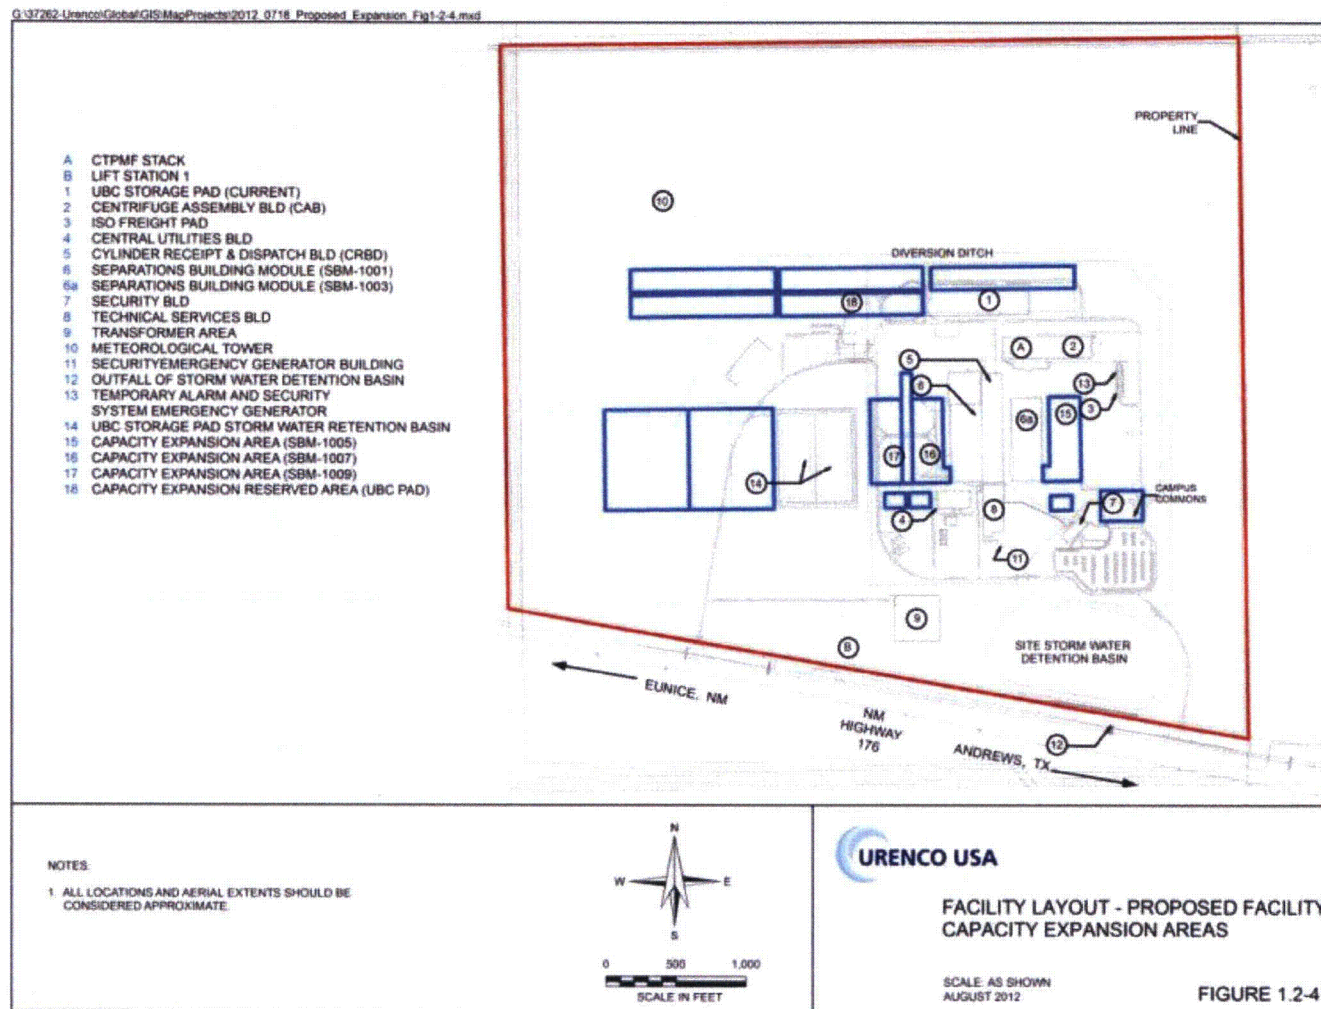 G:\37262-Urenco\Global\GIS\MapProjects\2012_0718_Proposed_Expansion_Fig1-2-4.mxd
PROPERTY
LINE
A CTPMF STACK
B LIFT STATION 1
1 UBC STORAGE PAD (CURRENT)
2 CENTRIFUGE ASSEMBLY BLD (CAB)
3 ISO FREIGHT PAD
4 CENTRAL UTILITIES BLD
5 CYLINDER RECEIPT & DISPATCH BLD (CRBD)
6 SEPARATIONS BUILDING MODULE (SBM-1001)
6a SEPARATIONS BUILDING MODULE (SBM-1003)
7 SECURITY BLD
8 TECHNICAL SERVICES BLD
9 TRANSFORMER AREA
10 METEOROLOGICAL TOWER
11 SECURITYEMERGENCY GENERATOR BUILDING
12 OUTFALL OF STORM WATER DETENTION BASIN
13 TEMPORARY ALARM AND SECURITY
SYSTEM EMERGENCY GENERATOR
14 UBC STORAGE PAD STORM WATER RETENTION BASIN
15 CAPACITY EXPANSION AREA (SBM-1005)
16 CAPACITY EXPANSION AREA (SBM-1007)
17 CAPACITY EXPANSION AREA (SBM-1009)
18 CAPACITY EXPANSION RESERVED AREA (UBC PAD)
10
DIVERSION DITCH
18
1
A
2
5
6
13
3
6a
15
17
16
14
CAMPUS
COMMONS
7
4
8
11
9
B
SITE STORM WATER
DETENTION BASIN
EUNICE, NM
NM
HIGHWAY
176
ANDREWS, TX
12
NOTES:
1. ALL LOCATIONS AND AERIAL EXTENTS SHOULD BE
CONSIDERED APPROXIMATE.
N
W E
S
0 500 1,000
SCALE IN FEET
URENCO USA
FACILITY LAYOUT - PROPOSED FACILITY
CAPACITY EXPANSION AREAS
SCALE: AS SHOWN
AUGUST 2012
FIGURE 1.2-4